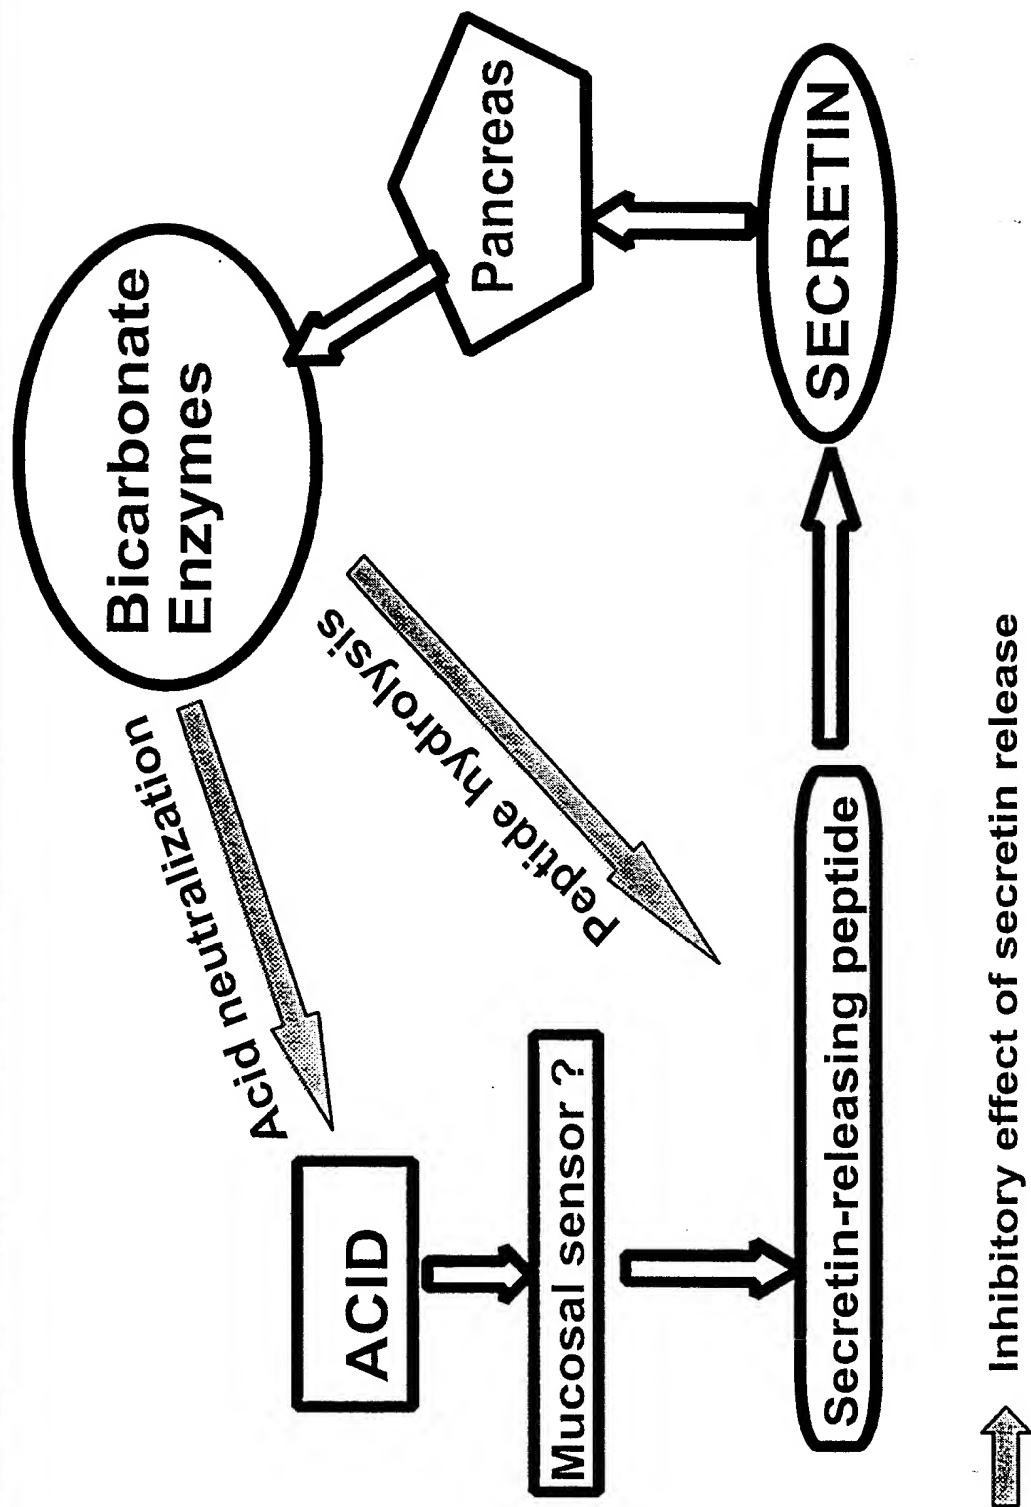 ACID
Acid neutralization
Bicarbonate
Enzymes
Mucosal sensor ?
Peptide hydrolysis
Pancreas
Secretin-releasing peptide
SECRETIN
Inhibitory effect of secretin release